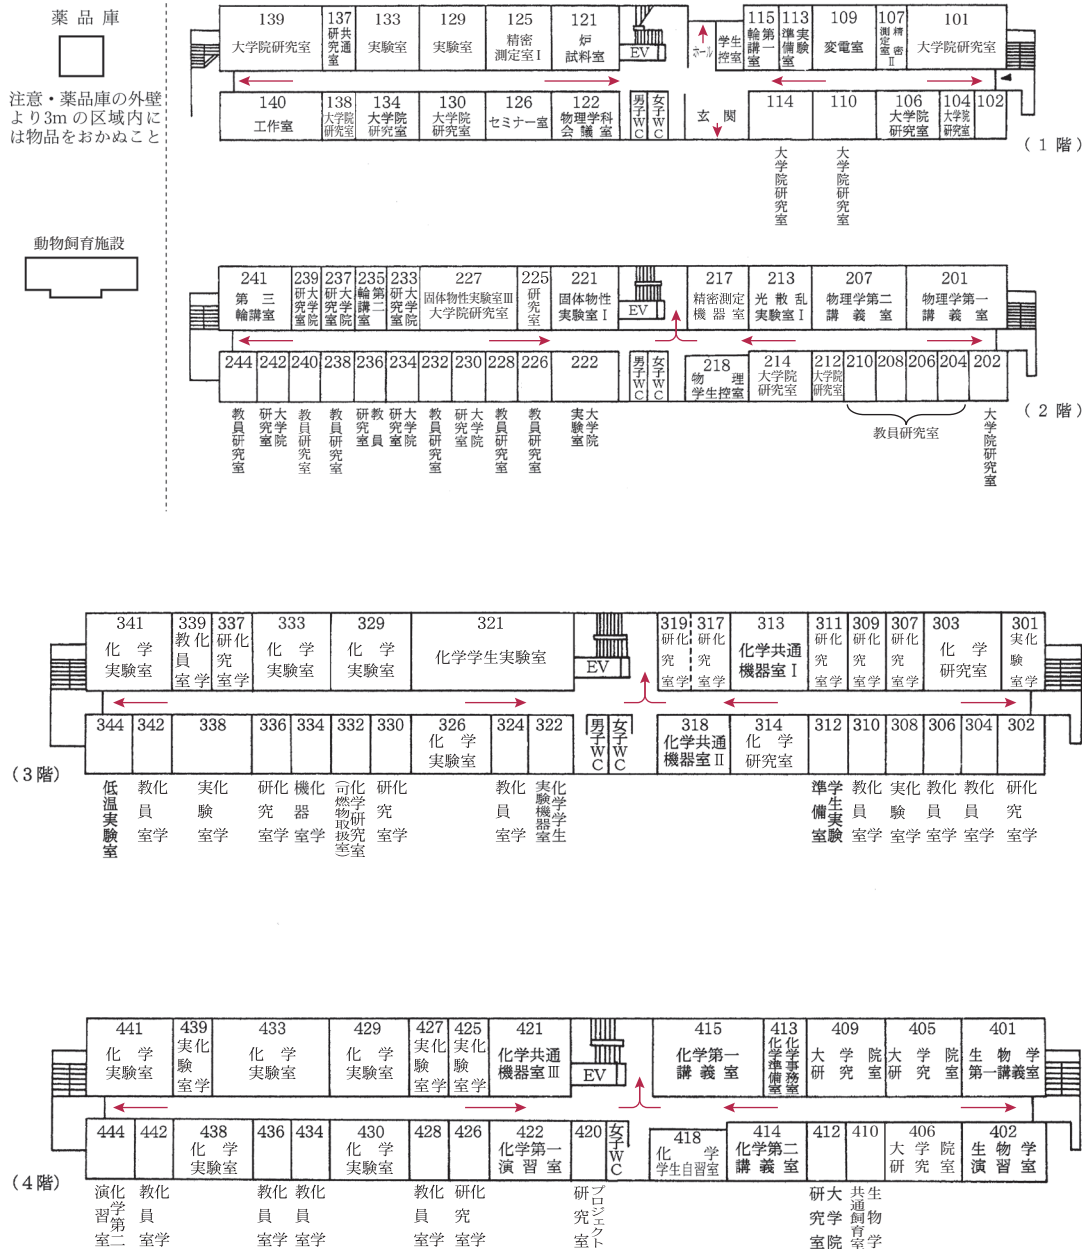 薬品庫
注意・薬品庫の外壁
より3mの区域内に
は物品をおかぬこと
動物飼育施設
139
大学院研究室
137
共通研究室
133
実験室
129
実験室
125
精密
測定室Ⅰ
121
炉
試料室
EV
ホール
学生
控室
115
第一輪講室
113
実験準備室
109
変電室
107
精密測定室Ⅱ
101
大学院研究室
140
工作室
138
大学院
研究室
134
大学院
研究室
130
大学院
研究室
126
セミナー室
122
物理学科
会議室
男子WC
女子WC
玄関
114
大学院研究室
110
大学院研究室
106
大学院
研究室
104
大学院
研究室
102
(1階)
241
第三
輪講室
239
大学院研究室
237
大学院研究室
235
第二輪講室
233
大学院研究室
227
固体物性実験室Ⅲ
大学院研究室
225
研究室
221
固体物性
実験室Ⅰ
EV
217
精密測定
機器室
213
光散乱
実験室Ⅰ
207
物理学第二
講義室
201
物理学第一
講義室
244
教員研究室
242
大学院研究室
240
教員研究室
238
教員研究室
236
教員研究室
234
大学院研究室
232
教員研究室
230
大学院研究室
228
教員研究室
226
教員研究室
222
大学院実験室
男子WC
女子WC
218
物理
学生控室
214
大学院
研究室
212
大学院
研究室
210
208
206
204
教員研究室
202
大学院研究室
(2階)
341
化学
実験室
339
化学教員室
337
化学研究室
333
化学
実験室
329
化学
実験室
321
化学学生実験室
EV
319
化学研究室
317
化学研究室
313
化学共通
機器室Ⅰ
311
化学研究室
309
化学研究室
307
化学研究室
303
化学
研究室
301
化学実験室
344
低温実験室
342
化学教員室
338
化学実験室
336
化学研究室
334
化学機器室
332
化学研究室
(可燃物取扱室)
330
化学研究室
326
化学
実験室
324
化学教員室
322
化学学生
実験機器室
男子WC
女子WC
318
化学共通
機器室Ⅱ
314
化学
研究室
312
学生実験
準備室
310
化学教員室
308
化学実験室
306
化学教員室
304
化学教員室
302
化学研究室
(3階)
441
化学
実験室
439
化学実験室
433
化学
実験室
429
化学
実験室
427
化学実験室
425
化学実験室
421
化学共通
機器室Ⅲ
EV
415
化学第一
講義室
413
化学事務室
化学準備室
409
大学院
研究室
405
大学院
研究室
401
生物学
第一講義室
444
化学第二
演習室
442
化学教員室
438
化学
実験室
436
化学教員室
434
化学教員室
430
化学
実験室
428
化学教員室
426
化学研究室
422
化学第一
演習室
420
プロジェクト
研究室
女子WC
418
化学
学生自習室
414
化学第二
講義室
412
大学院
研究室
410
生物学
共通飼育室
406
大学院
研究室
402
生物学
演習室
(4階)